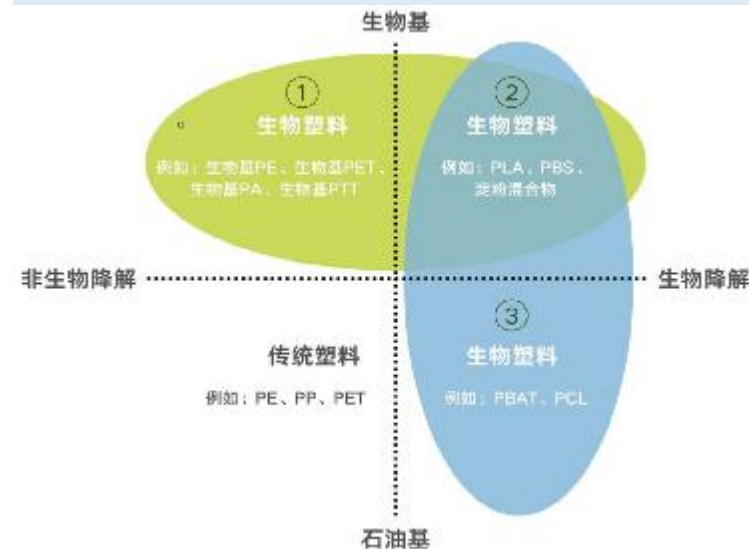 生物基
①
生物塑料
例如：生物基PE、生物基PET、
生物基PA、生物基PTT
②
生物塑料
例如：PLA、PBS、
淀粉混合物
非生物降解
生物降解
传统塑料
例如：PE、PP、PET
③
生物塑料
例如：PBAT、PCL
石油基